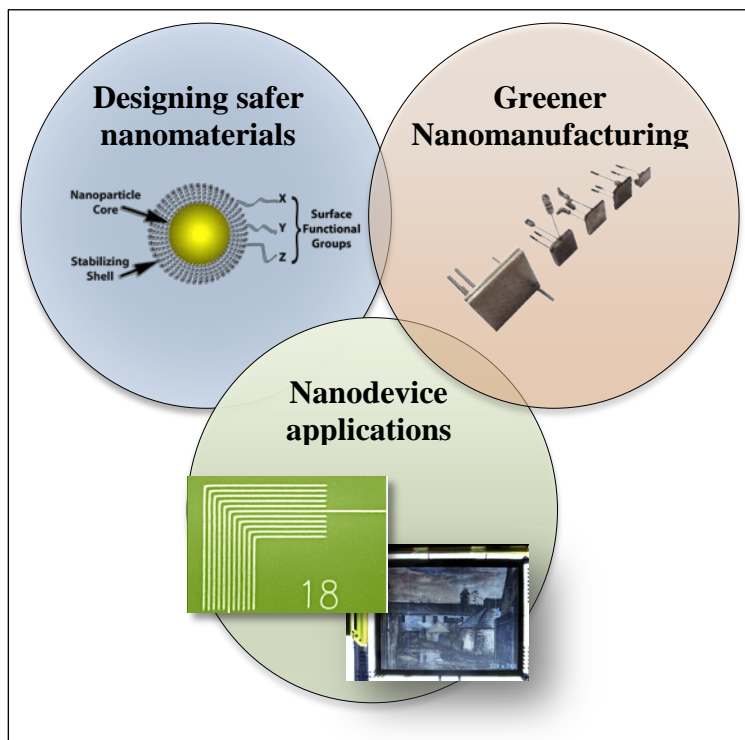 Designing safer
nanomaterials
Greener
Nanomanufacturing
Nanoparticle
Core
Stabilizing
Shell
X
Y
Z
Surface
Functional
Groups
Nanodevice
applications
18